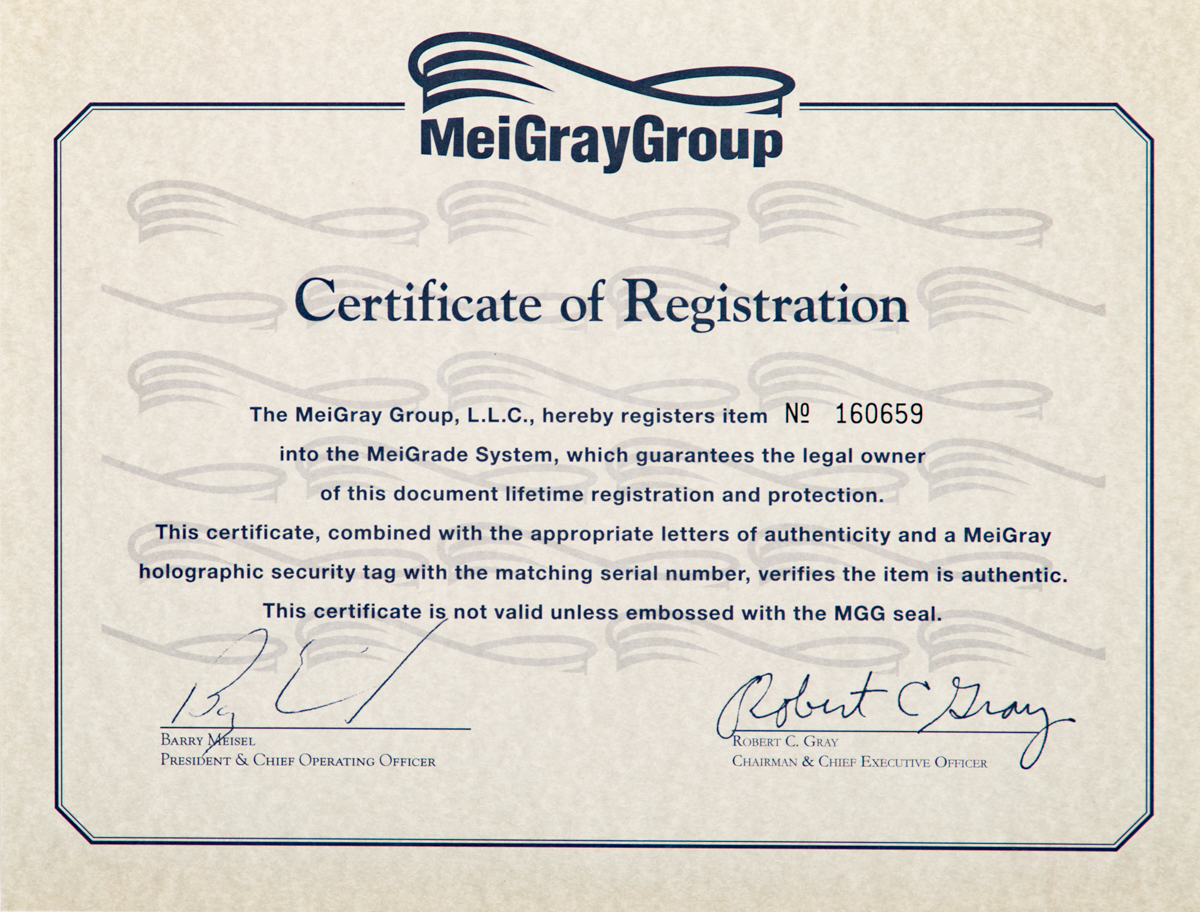 MeiGrayGroup
Certificate of Registration
The MeiGray Group, L.L.C., hereby registers item Nº 160659
into the MeiGrade System, which guarantees the legal owner
of this document lifetime registration and protection.
This certificate, combined with the appropriate letters of authenticity and a MeiGray
holographic security tag with the matching serial number, verifies the item is authentic.
This certificate is not valid unless embossed with the MGG seal.
Robert C Gray
Barry Meisel
President & Chief Operating Officer
Robert C. Gray
Chairman & Chief Executive Officer